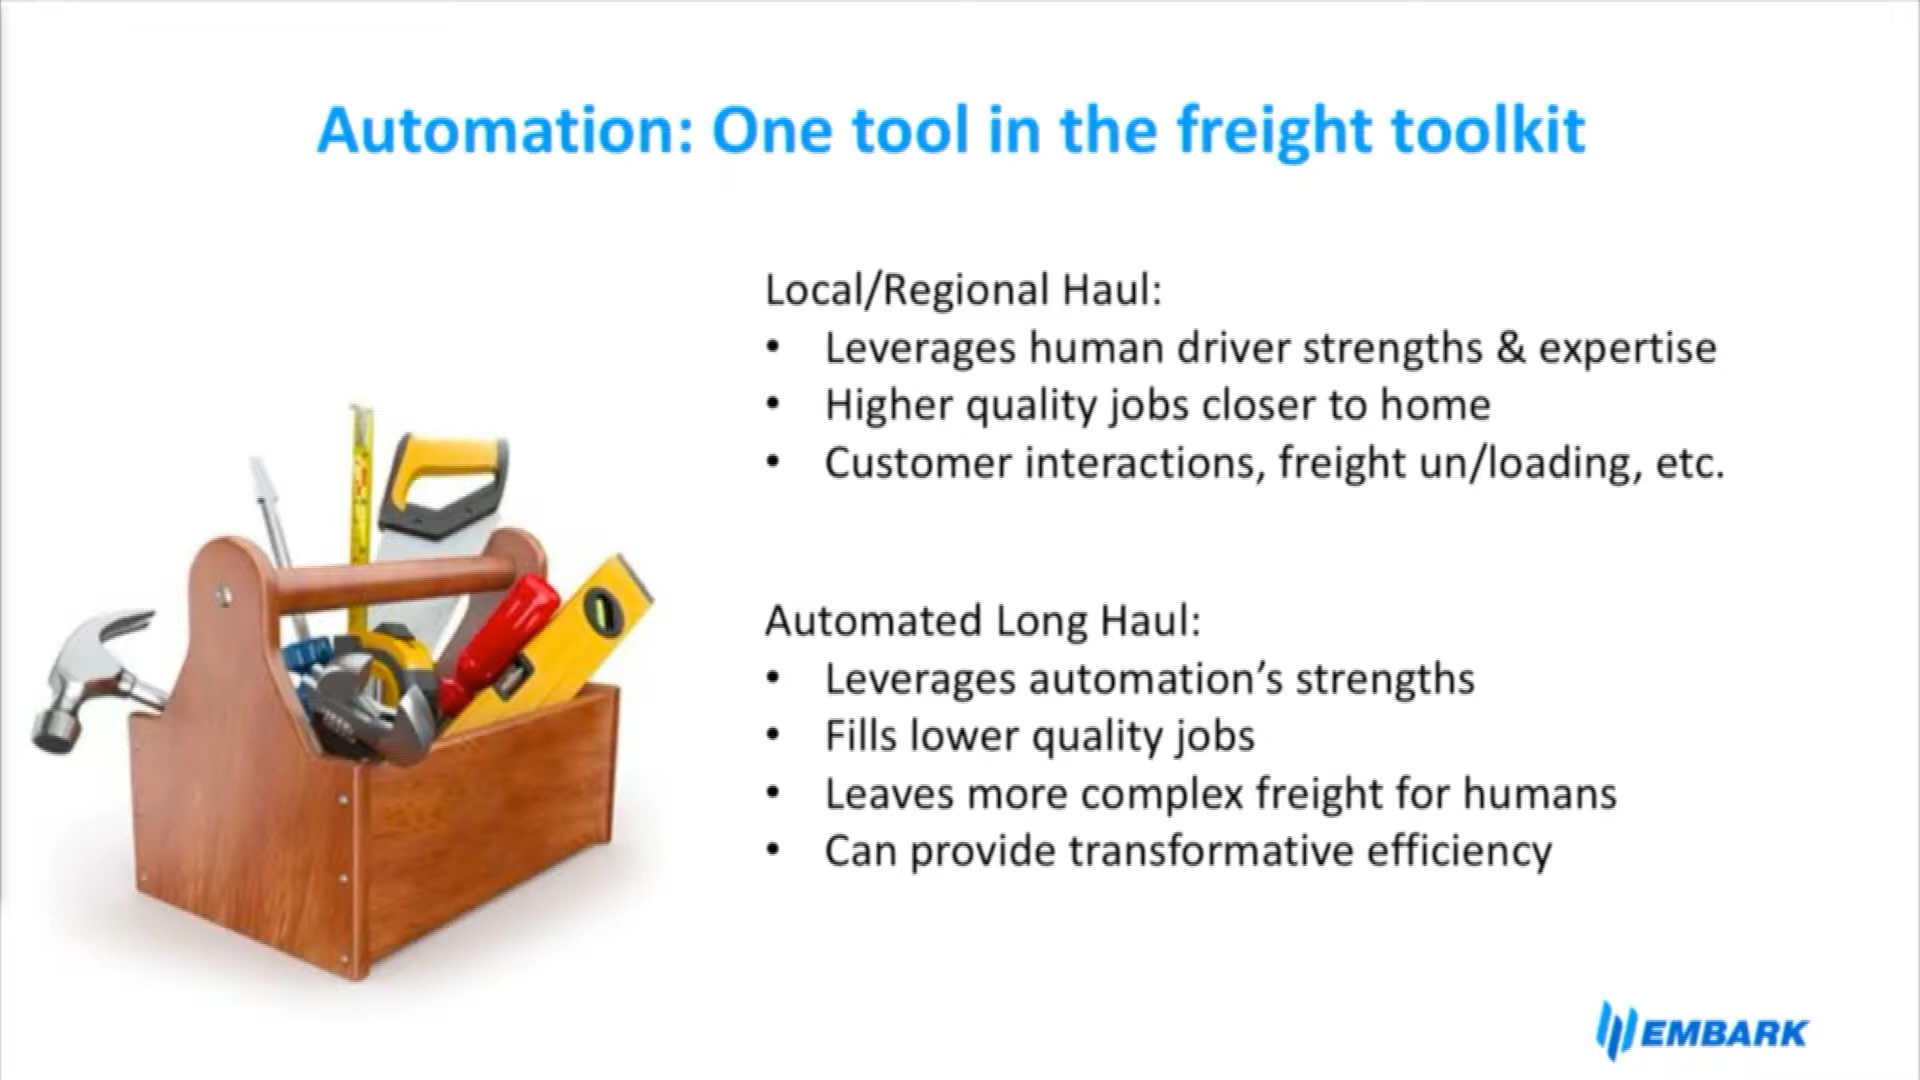 Automation: One tool in the freight toolkit
Local/Regional Haul:
• Leverages human driver strengths & expertise
• Higher quality jobs closer to home
• Customer interactions, freight un/loading, etc.
Automated Long Haul:
• Leverages automation’s strengths
• Fills lower quality jobs
• Leaves more complex freight for humans
• Can provide transformative efficiency
EMBARK